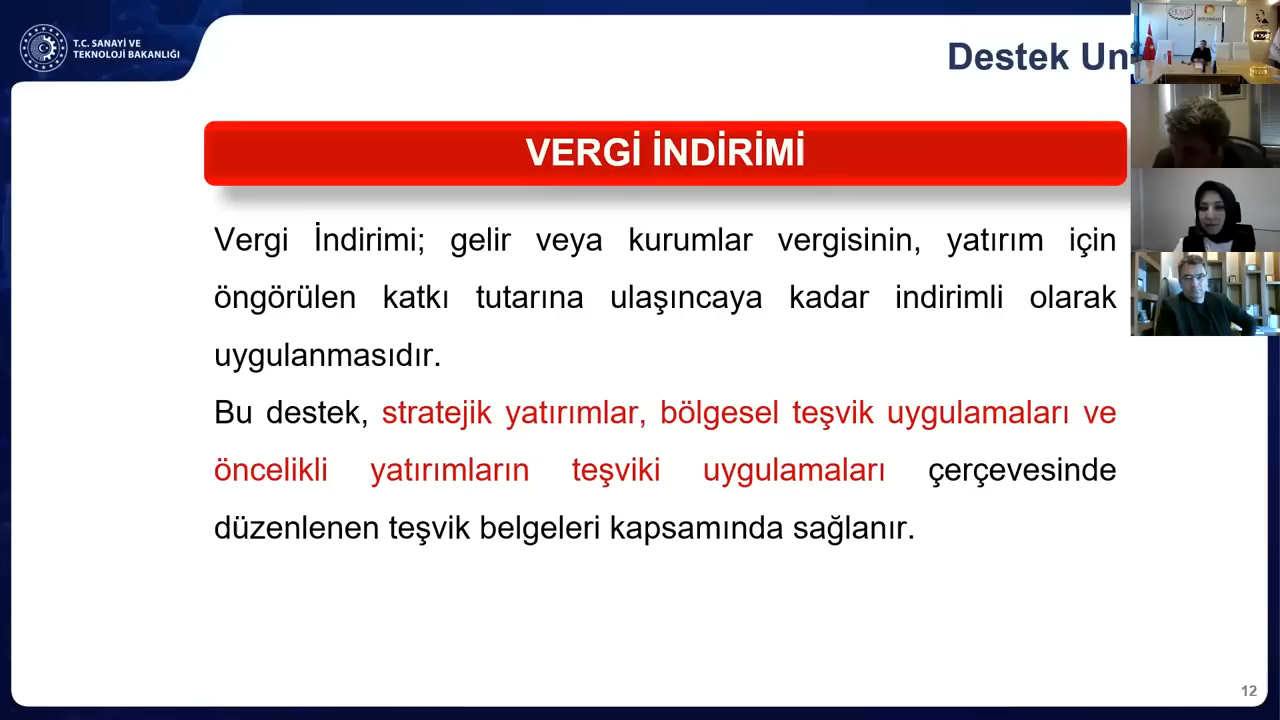 T.C. SANAYİ VE
TEKNOLOJİ BAKANLIĞI
Destek
VERGİ İNDİRİMİ
Vergi İndirimi; gelir veya kurumlar vergisinin, yatırım için
öngörülen katkı tutarına ulaşıncaya kadar indirimli olarak
uygulanmasıdır.
Bu destek, stratejik yatırımlar, bölgesel teşvik uygulamaları ve
öncelikli yatırımların teşviki uygulamaları çerçevesinde
düzenlenen teşvik belgeleri kapsamında sağlanır.
12